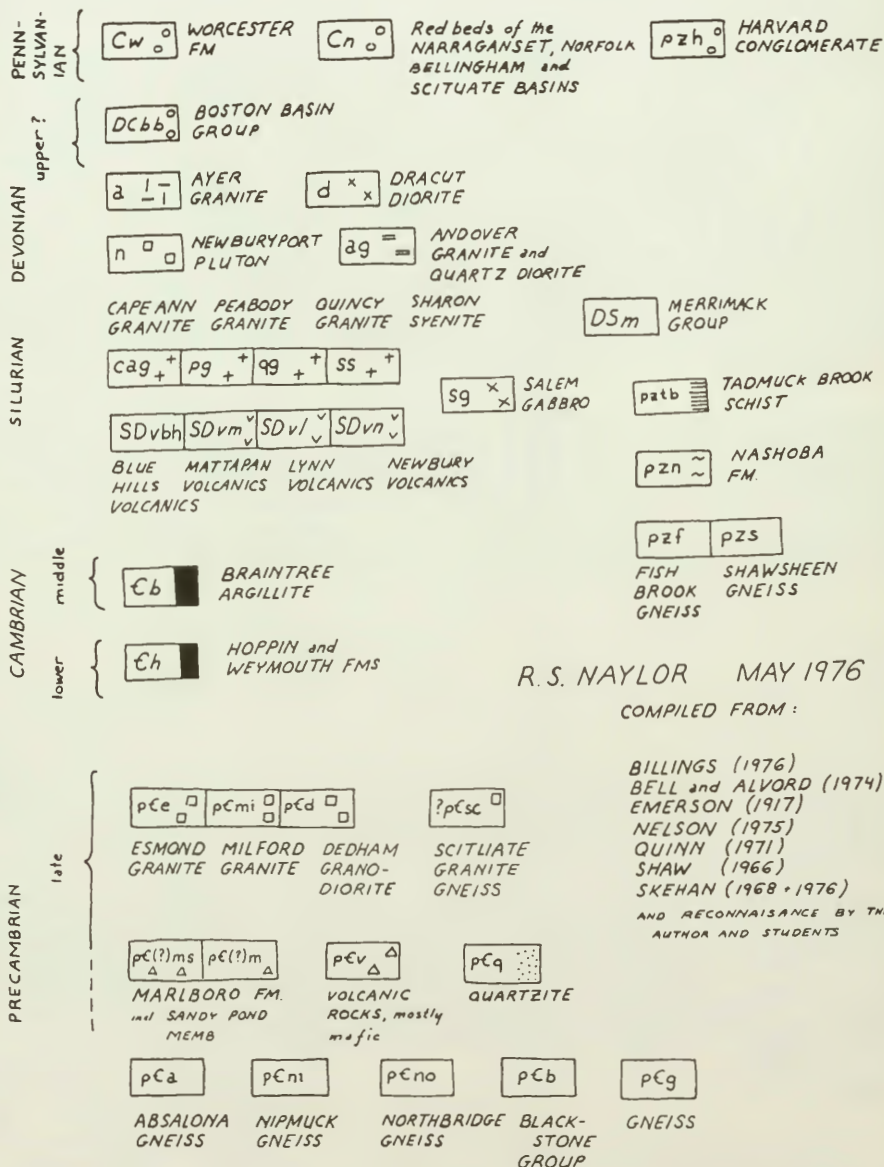 PENN-
SYLVAN-
IAN
Cw
WORCESTER
FM
Cn
Red beds of the
NARRAGANSET, NORFOLK
BELLINGHAM and
SCITUATE BASINS
pzh
HARVARD
CONGLOMERATE
upper ?
DCbb
BOSTON BASIN
GROUP
DEVONIAN
a
AYER
GRANITE
d
DRACUT
DIORITE
n
NEWBURYPORT
PLUTON
ag
ANDOVER
GRANITE and
QUARTZ DIORITE
SILURIAN
CAPE ANN
GRANITE
PEABODY
GRANITE
QUINCY
GRANITE
SHARON
SYENITE
DSm
MERRIMACK
GROUP
cag
pg
qg
ss
sg
SALEM
GABBRO
patb
TADMUCK BROOK
SCHIST
SDvbh
SDvm
SDvl
SDvn
BLUE
HILLS
VOLCANICS
MATTAPAN
VOLCANICS
LYNN
VOLCANICS
NEWBURY
VOLCANICS
pzn
NASHOBA
FM.
pzf
pzs
FISH
BROOK
GNEISS
SHAWSHEEN
GNEISS
CAMBRIAN
middle
Єb
BRAINTREE
ARGILLITE
lower
Єh
HOPPIN and
WEYMOUTH FMS
R.S. NAYLOR MAY 1976
COMPILED FROM :
BILLINGS (1976)
BELL and ALVORD (1974)
EMERSON (1917)
NELSON (1975)
QUINN (1971)
SHAW (1966)
SKEHAN (1968 + 1976)
AND RECONNAISANCE BY TH
AUTHOR AND STUDENTS
PRECAMBRIAN
late
pЄe
pЄmi
pЄd
?pЄsc
ESMOND
GRANITE
MILFORD
GRANITE
DEDHAM
GRANO-
DIORITE
SCITLIATE
GRANITE
GNEISS
pЄ(?)ms
pЄ(?)m
pЄv
pЄq
MARLBORO FM.
incl SANDY POND
MEMB
VOLCANIC
ROCKS, mostly
mafic
QUARTZITE
pЄa
pЄni
pЄno
pЄb
pЄg
ABSALONA
GNEISS
NIPMUCK
GNEISS
NORTHBRIDGE
GNEISS
BLACK-
STONE
GROUP
GNEISS